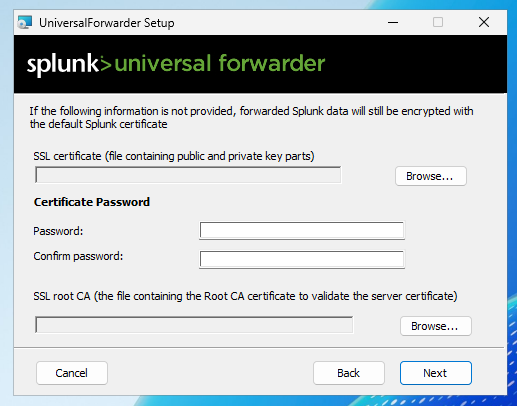 UniversalForwarder Setup
splunk>universal forwarder
If the following information is not provided, forwarded Splunk data will still be encrypted with
the default Splunk certificate
SSL certificate (file containing public and private key parts)
Browse...
Certificate Password
Password:
Confirm password:
SSL root CA (the file containing the Root CA certificate to validate the server certificate)
Browse...
Cancel Back Next